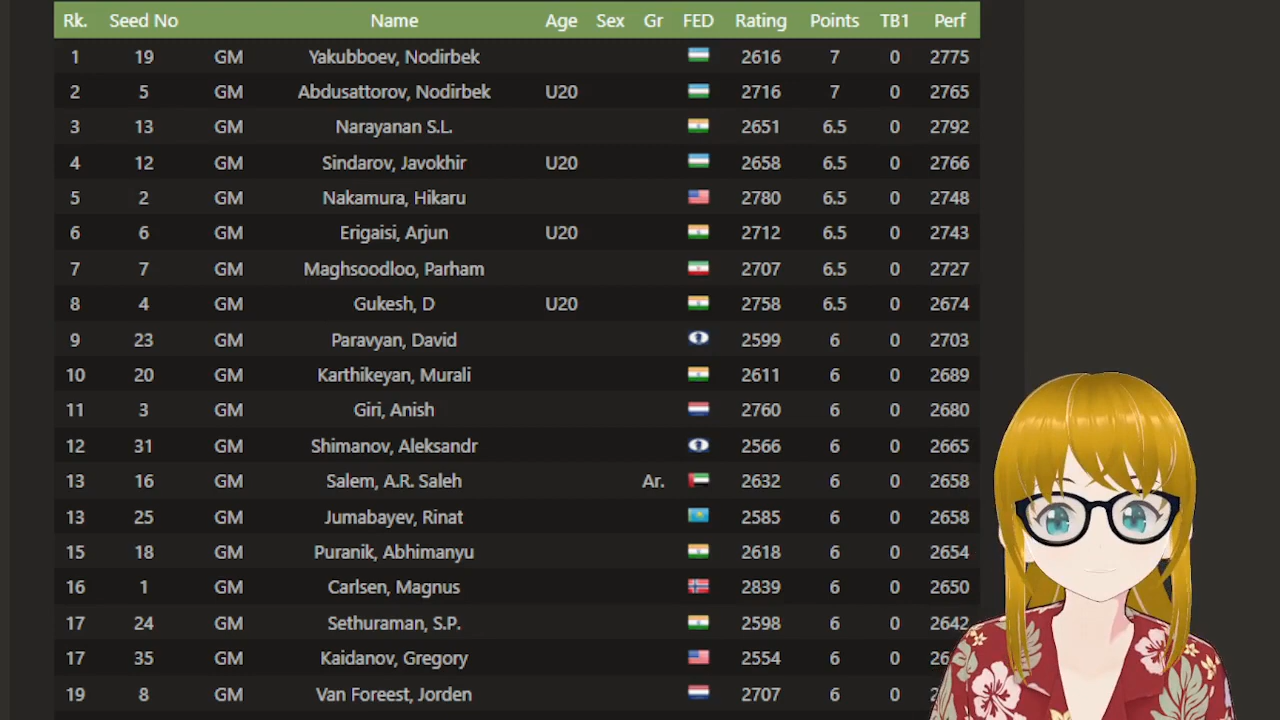 Rk. Seed No Name Age Sex Gr FED Rating Points TB1 Perf
1 19 GM Yakubboev, Nodirbek 2616 7 0 2775
2 5 GM Abdusattorov, Nodirbek U20 2716 7 0 2765
3 13 GM Narayanan S.L. 2651 6.5 0 2792
4 12 GM Sindarov, Javokhir U20 2658 6.5 0 2766
5 2 GM Nakamura, Hikaru 2780 6.5 0 2748
6 6 GM Erigaisi, Arjun U20 2712 6.5 0 2743
7 7 GM Maghsoodloo, Parham 2707 6.5 0 2727
8 4 GM Gukesh, D U20 2758 6.5 0 2674
9 23 GM Paravyan, David 2599 6 0 2703
10 20 GM Karthikeyan, Murali 2611 6 0 2689
11 3 GM Giri, Anish 2760 6 0 2680
12 31 GM Shimanov, Aleksandr 2566 6 0 2665
13 16 GM Salem, A.R. Saleh Ar. 2632 6 0 2658
13 25 GM Jumabayev, Rinat 2585 6 0 2658
15 18 GM Puranik, Abhimanyu 2618 6 0 2654
16 1 GM Carlsen, Magnus 2839 6 0 2650
17 24 GM Sethuraman, S.P. 2598 6 0 2642
17 35 GM Kaidanov, Gregory 2554 6 0
19 8 GM Van Foreest, Jorden 2707 6 0